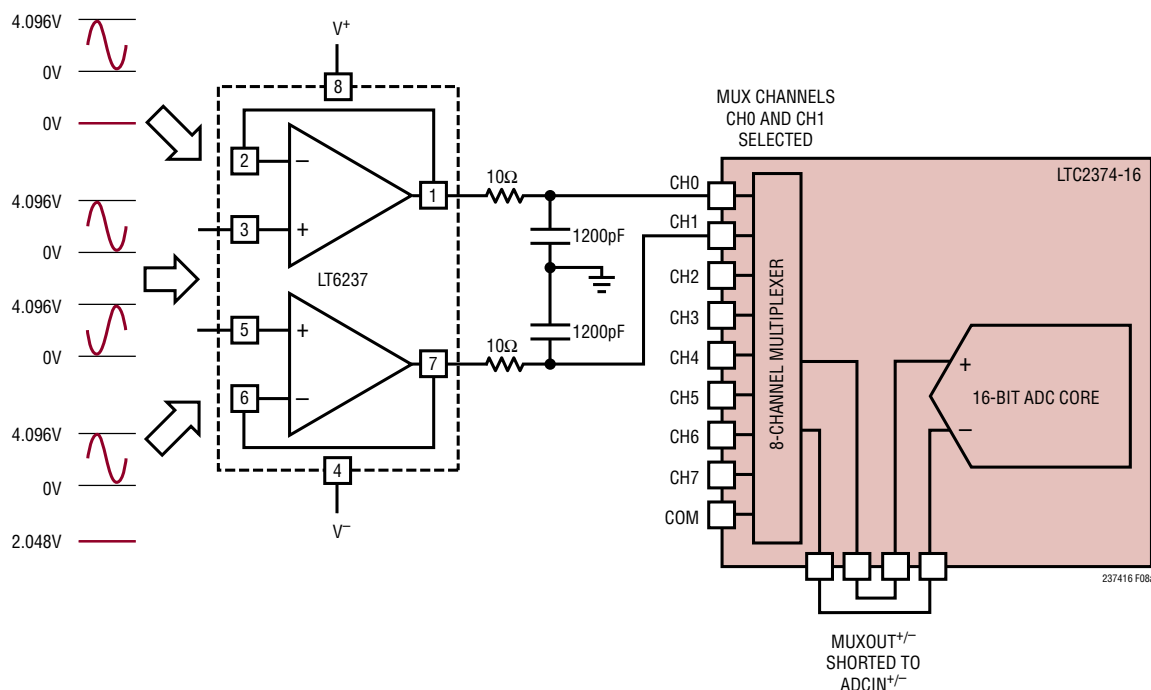 4.096V
0V
0V
4.096V
0V
4.096V
0V
4.096V
0V
2.048V
V+
8
2
–
1
3
+
LT6237
5
+
7
6
–
4
V–
10Ω
1200pF
1200pF
10Ω
MUX CHANNELS
CH0 AND CH1
SELECTED
LTC2374-16
CH0
CH1
CH2
CH3
CH4
CH5
CH6
CH7
COM
8-CHANNEL MULTIPLEXER
+
16-BIT ADC CORE
–
237416 F08a
MUXOUT+/–
SHORTED TO
ADCIN+/–